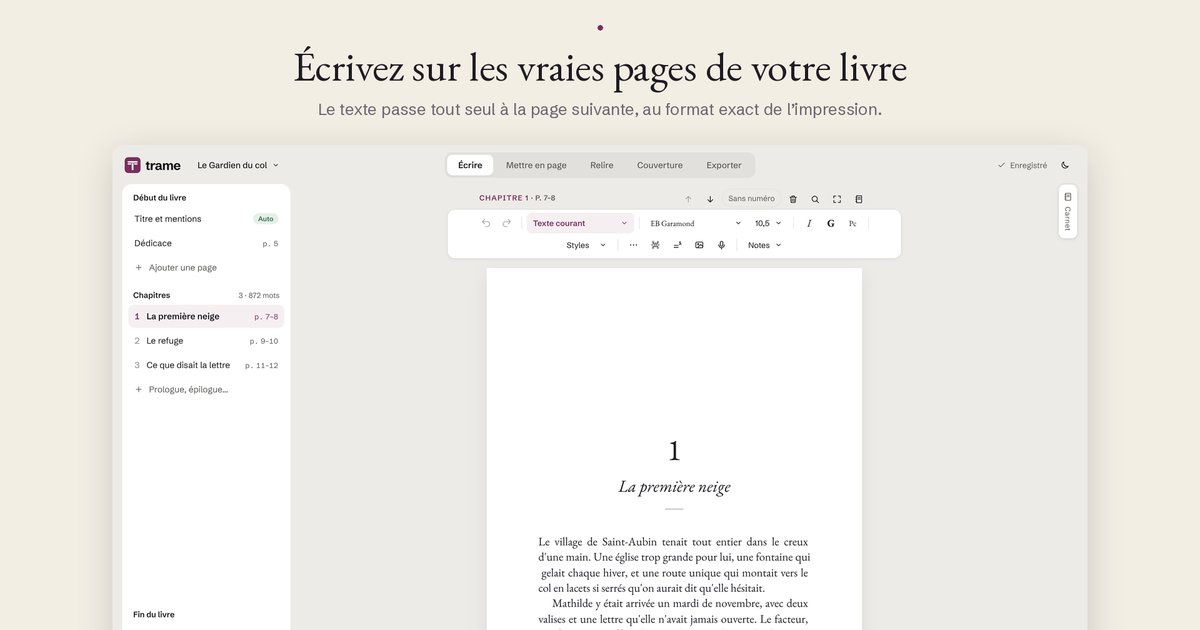 Écrivez sur les vraies pages de votre livre
Le texte passe tout seul à la page suivante, au format exact de l'impression.
trame
Le Gardien du col
Écrire
Mettre en page
Relire
Couverture
Exporter
Enregistré
Début du livre
Titre et mentions
Auto
Dédicace
p. 5
+ Ajouter une page
Chapitres
3 · 872 mots
1 La première neige
p. 7–8
2 Le refuge
p. 9–10
3 Ce que disait la lettre
p. 11–12
+ Prologue, épilogue…
Fin du livre
CHAPITRE 1 · P. 7-8
Sans numéro
Texte courant
EB Garamond
10,5
I
G
Pc
Styles
Notes
Carnet
1
La première neige
Le village de Saint-Aubin tenait tout entier dans le creux
d'une main. Une église trop grande pour lui, une fontaine qui
gelait chaque hiver, et une route unique qui montait vers le
col en lacets si serrés qu'on aurait dit qu'elle hésitait.
Mathilde y était arrivée un mardi de novembre, avec deux
valises et une lettre qu'elle n'avait jamais ouverte. Le facteur,